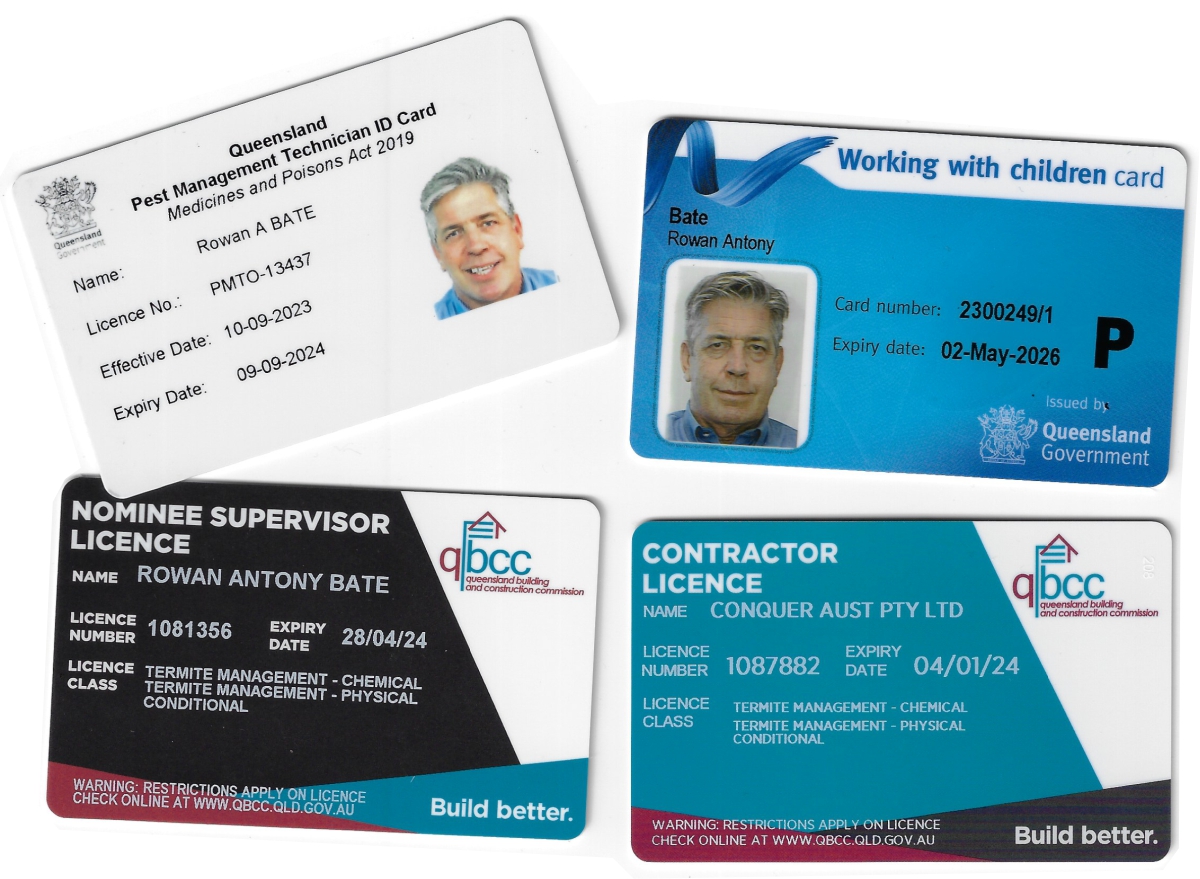 Queensland
Pest Management Technician ID Card
Medicines and Poisons Act 2019
Queensland
Government
Name: Rowan A BATE
Licence No.: PMTO-13437
Effective Date: 10-09-2023
Expiry Date: 09-09-2024
Working with children card
Bate
Rowan Antony
Card number: 2300249/1
Expiry date: 02-May-2026
P
Issued by
Queensland
Government
NOMINEE SUPERVISOR
LICENCE
qbcc
queensland building
and construction commission
NAME ROWAN ANTONY BATE
LICENCE NUMBER 1081356 EXPIRY DATE 28/04/24
LICENCE CLASS TERMITE MANAGEMENT - CHEMICAL
TERMITE MANAGEMENT - PHYSICAL
CONDITIONAL
WARNING: RESTRICTIONS APPLY ON LICENCE
CHECK ONLINE AT WWW.QBCC.QLD.GOV.AU
Build better.
CONTRACTOR
LICENCE
qbcc
queensland building
and construction commission
NAME CONQUER AUST PTY LTD
LICENCE NUMBER 1087882 EXPIRY DATE 04/01/24
LICENCE CLASS TERMITE MANAGEMENT - CHEMICAL
TERMITE MANAGEMENT - PHYSICAL
CONDITIONAL
WARNING: RESTRICTIONS APPLY ON LICENCE
CHECK ONLINE AT WWW.QBCC.QLD.GOV.AU
Build better.